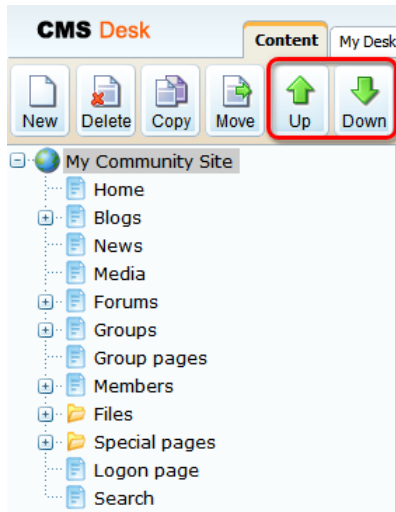 CMS Desk
Content My Desk
New Delete Copy Move Up Down
My Community Site
Home
Blogs
News
Media
Forums
Groups
Group pages
Members
Files
Special pages
Logon page
Search